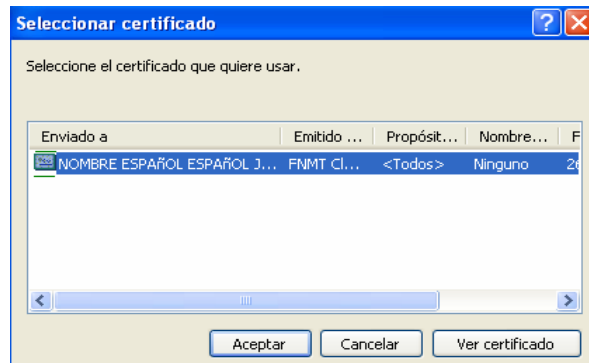 Seleccionar certificado
Seleccione el certificado que quiere usar.
Enviado a Emitido ... Propósit... Nombre... F
NOMBRE ESPAñOL ESPAñOL J... FNMT Cl... <Todos> Ninguno 26
Aceptar Cancelar Ver certificado